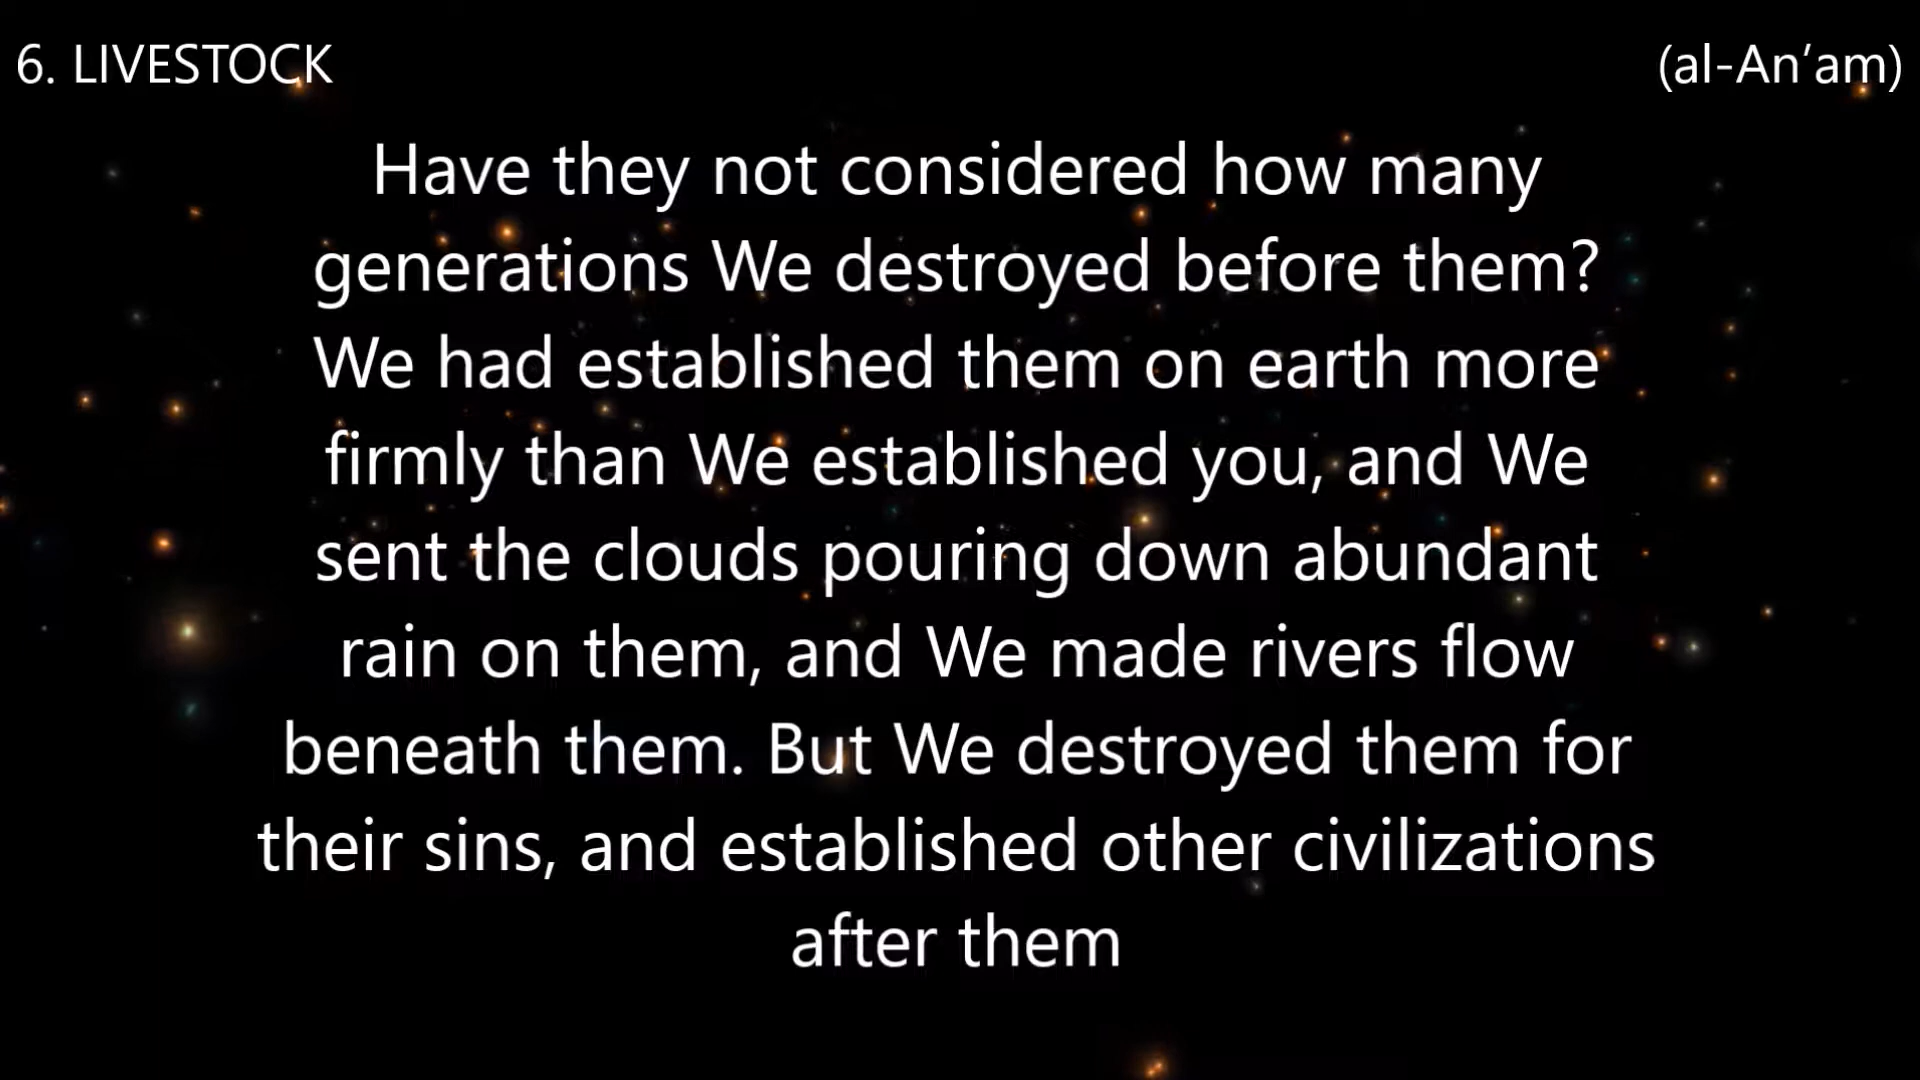 6. LIVESTOCK (al-An’am)
Have they not considered how many
generations We destroyed before them?
We had established them on earth more
firmly than We established you, and We
sent the clouds pouring down abundant
rain on them, and We made rivers flow
beneath them. But We destroyed them for
their sins, and established other civilizations
after them